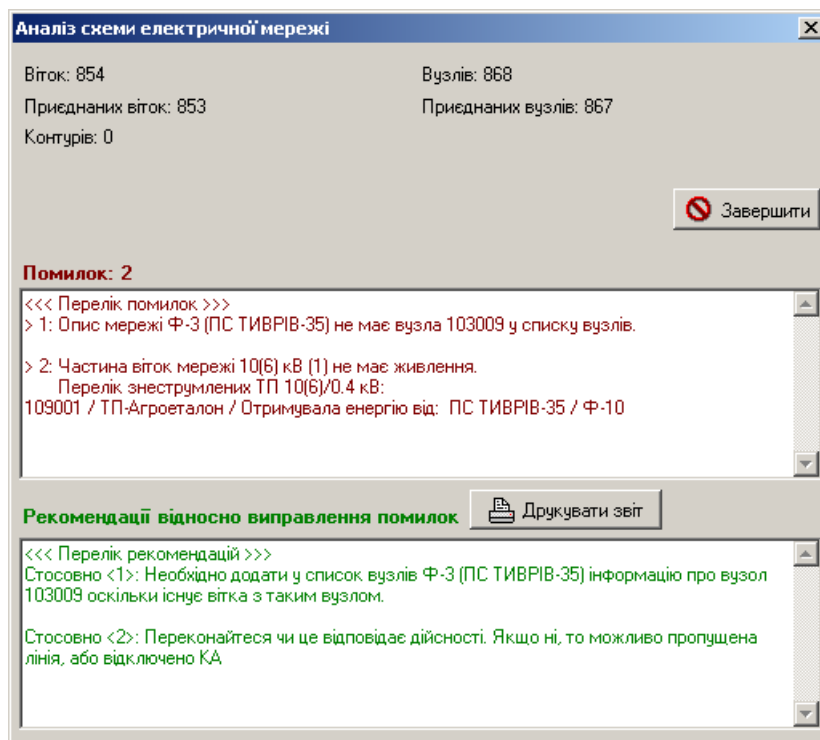 Аналіз схеми електричної мережі
Віток: 854
Вузлів: 868
Приєднаних віток: 853
Приєднаних вузлів: 867
Контурів: 0
Завершити
Помилок: 2
<<< Перелік помилок >>>
> 1: Опис мережі Ф-3 (ПС ТИВРІВ-35) не має вузла 103009 у списку вузлів.
> 2: Частина віток мережі 10(6) кВ (1) не має живлення.
Перелік знеструмлених ТП 10(6)/0.4 кВ:
109001 / ТП-Агроеталон / Отримувала енергію від: ПС ТИВРІВ-35 / Ф-10
Рекомендації відносно виправлення помилок
Друкувати звіт
<<< Перелік рекомендацій >>>
Стосовно <1>: Необхідно додати у список вузлів Ф-3 (ПС ТИВРІВ-35) інформацію про вузол
103009 оскільки існує вітка з таким вузлом.
Стосовно <2>: Переконайтеся чи це відповідає дійсності. Якщо ні, то можливо пропущена
лінія, або відключено КА